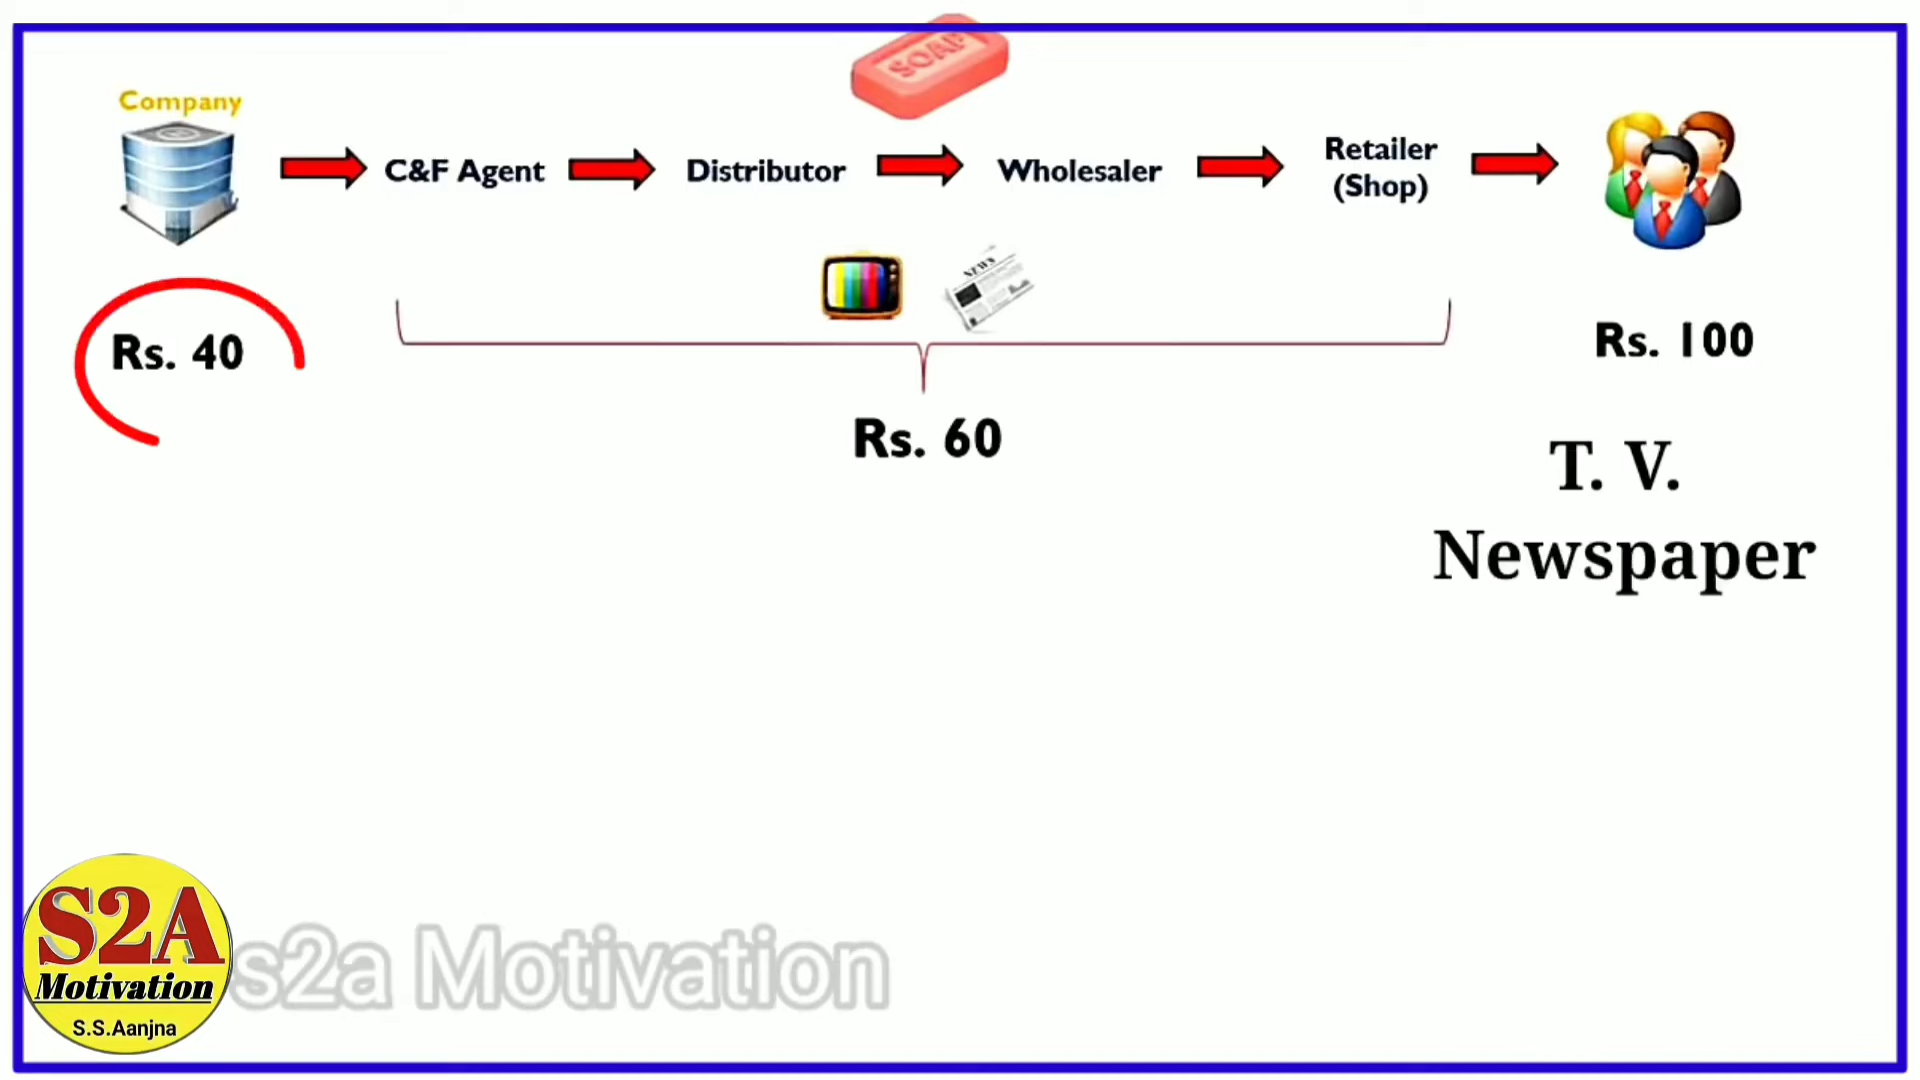 SOAP
Company
C&F Agent
Distributor
Wholesaler
Retailer
(Shop)
NEWS
Rs. 40
Rs. 100
Rs. 60
T. V.
Newspaper
S2A
Motivation
S.S.Aanjna
s2a Motivation